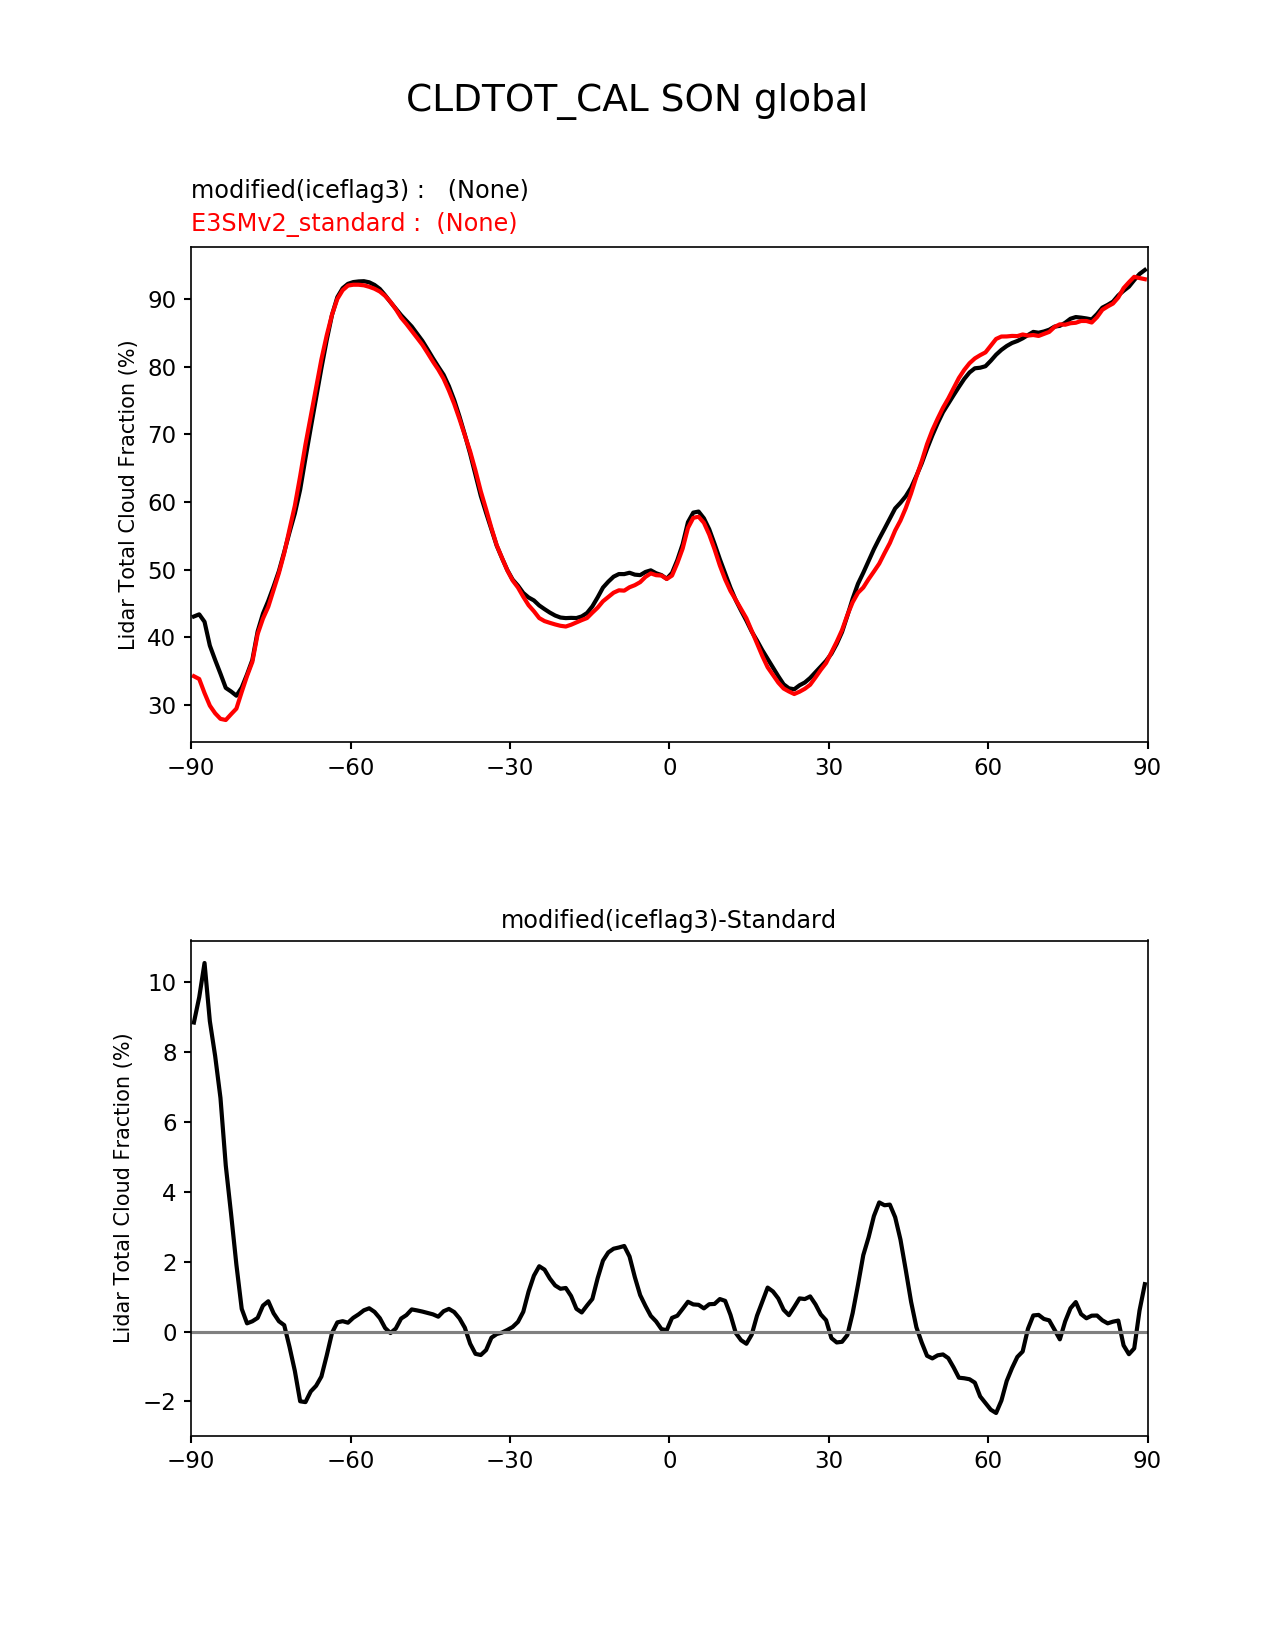 CLDTOT_CAL SON global
modified(iceflag3) :   (None)
E3SMv2_standard :  (None)
Lidar Total Cloud Fraction (%)
90
80
70
60
50
40
30
−90 −60 −30 0 30 60 90
modified(iceflag3)-Standard
Lidar Total Cloud Fraction (%)
10
8
6
4
2
0
−2
−90 −60 −30 0 30 60 90